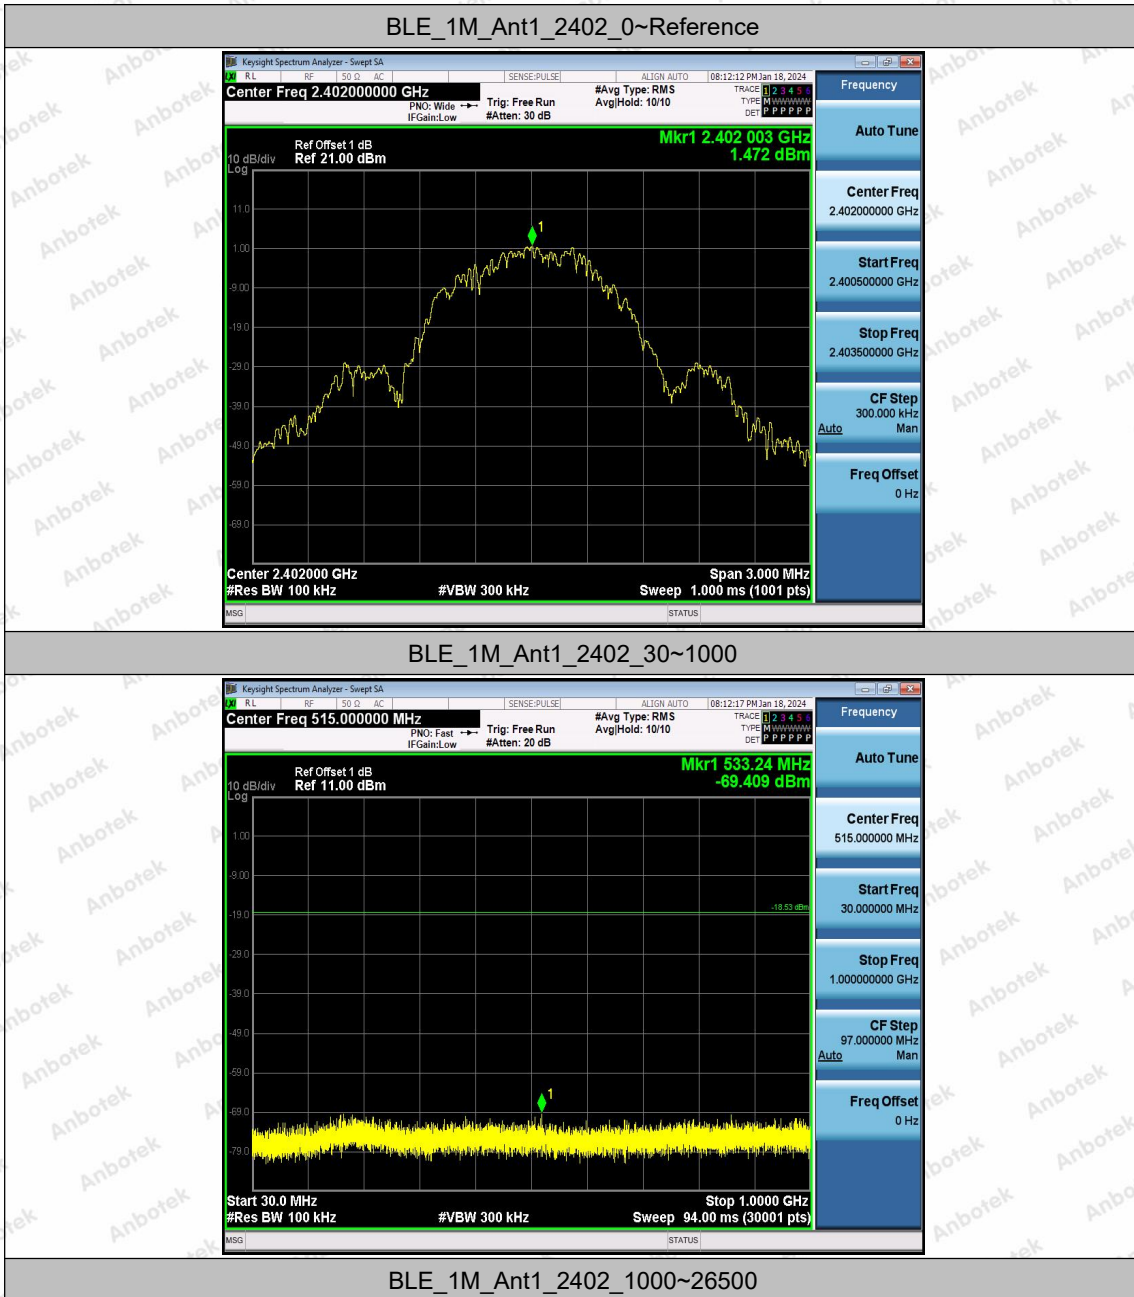 BLE_1M_Ant1_2402_0~Reference
Keysight Spectrum Analyzer - Swept SA
LXI RL RF 50 Ω AC SENSE:PULSE ALIGN AUTO 08:12:12 PM Jan 18, 2024
Center Freq 2.402000000 GHz
PNO: Wide
IFGain:Low
Trig: Free Run
#Atten: 30 dB
#Avg Type: RMS
Avg|Hold: 10/10
TRACE 1 2 3 4 5 6
TYPE M WWWWW
DET P P P P P P
Frequency
Auto Tune
Center Freq
2.402000000 GHz
Start Freq
2.400500000 GHz
Stop Freq
2.403500000 GHz
CF Step
300.000 kHz
Auto Man
Freq Offset
0 Hz
Mkr1 2.402 003 GHz
1.472 dBm
Ref Offset 1 dB
10 dB/div Ref 21.00 dBm
Log
11.0
1
1.00
-9.00
-19.0
-29.0
-39.0
-49.0
-59.0
-69.0
Center 2.402000 GHz Span 3.000 MHz
#Res BW 100 kHz #VBW 300 kHz Sweep 1.000 ms (1001 pts)
MSG STATUS
BLE_1M_Ant1_2402_30~1000
Keysight Spectrum Analyzer - Swept SA
LXI RL RF 50 Ω AC SENSE:PULSE ALIGN AUTO 08:12:17 PM Jan 18, 2024
Center Freq 515.000000 MHz
PNO: Fast
IFGain:Low
Trig: Free Run
#Atten: 20 dB
#Avg Type: RMS
Avg|Hold: 10/10
TRACE 1 2 3 4 5 6
TYPE M WWWWW
DET P P P P P P
Frequency
Auto Tune
Center Freq
515.000000 MHz
Start Freq
30.000000 MHz
Stop Freq
1.000000000 GHz
CF Step
97.000000 MHz
Auto Man
Freq Offset
0 Hz
Mkr1 533.24 MHz
-69.409 dBm
Ref Offset 1 dB
10 dB/div Ref 11.00 dBm
Log
1.00
-9.00
-18.53 dBm
-19.0
-29.0
-39.0
-49.0
-59.0
1
-69.0
-79.0
Start 30.0 MHz Stop 1.0000 GHz
#Res BW 100 kHz #VBW 300 kHz Sweep 94.00 ms (30001 pts)
MSG STATUS
BLE_1M_Ant1_2402_1000~26500